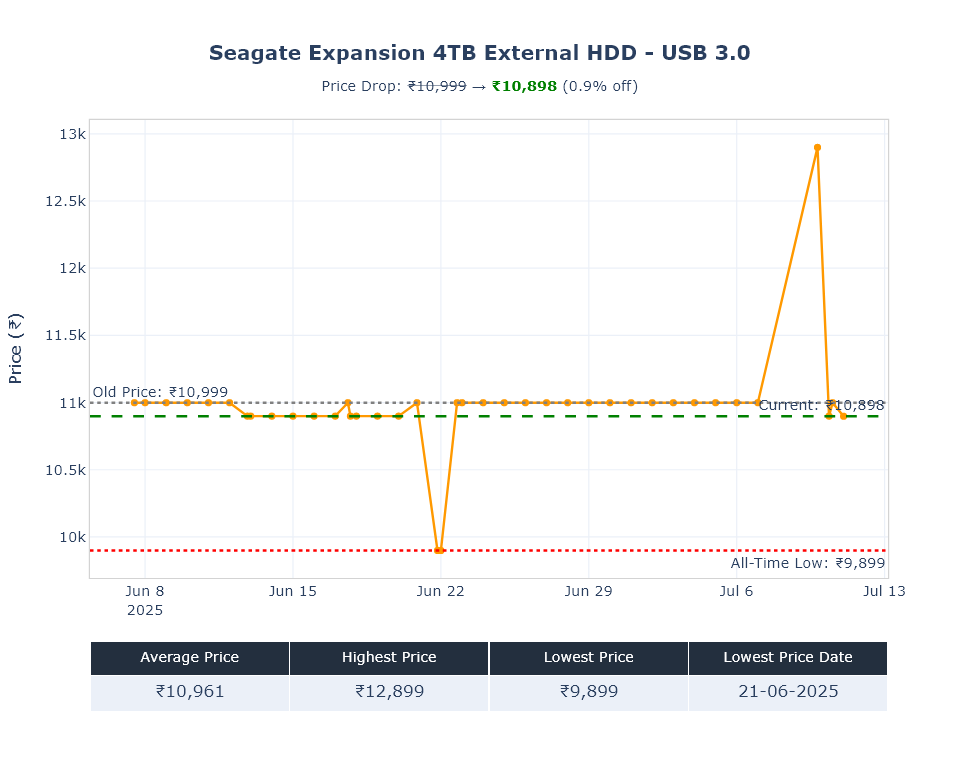 Seagate Expansion 4TB External HDD - USB 3.0
Price Drop: ₹10,999 → ₹10,898 (0.9% off)
Price (₹)
13k
12.5k
12k
11.5k
11k
10.5k
10k
Old Price: ₹10,999
Current: ₹10,898
All-Time Low: ₹9,899
Jun 8 Jun 15 Jun 22 Jun 29 Jul 6 Jul 13
2025
Average Price Highest Price Lowest Price Lowest Price Date
₹10,961 ₹12,899 ₹9,899 21-06-2025